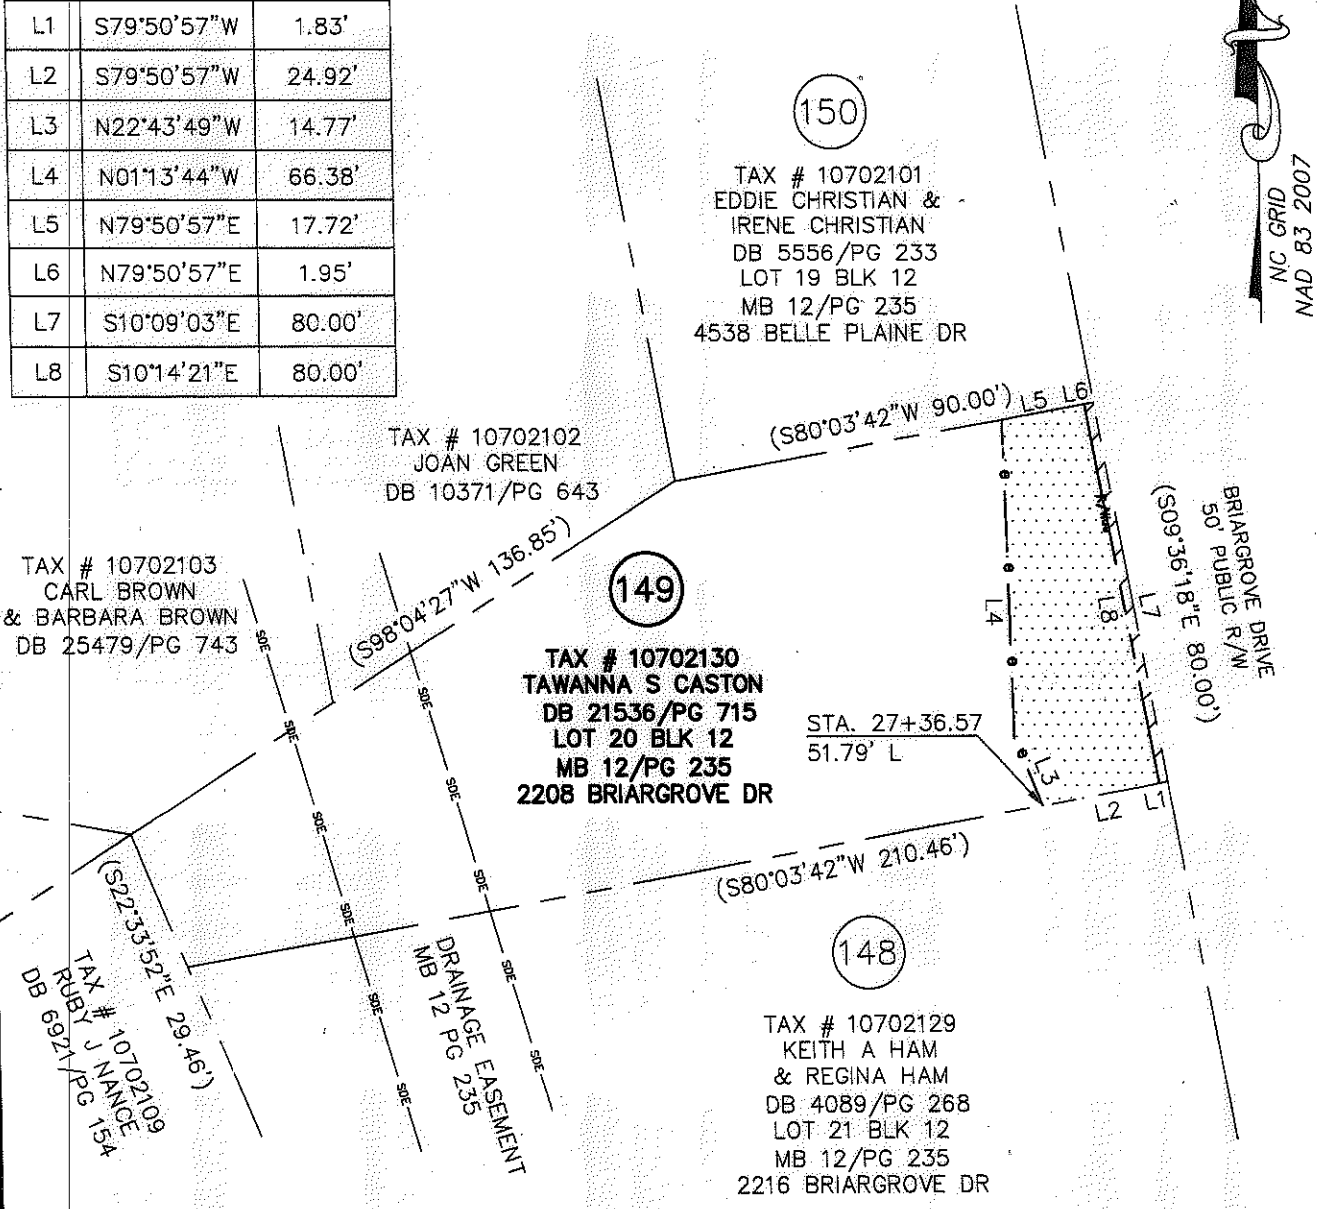 L1 S79°50'57"W 1.83'
L2 S79°50'57"W 24.92'
L3 N22°43'49"W 14.77'
L4 N01°13'44"W 66.38'
L5 N79°50'57"E 17.72'
L6 N79°50'57"E 1.95'
L7 S10°09'03"E 80.00'
L8 S10°14'21"E 80.00'
150
TAX # 10702101
EDDIE CHRISTIAN &
IRENE CHRISTIAN
DB 5556/PG 233
LOT 19 BLK 12
MB 12/PG 235
4538 BELLE PLAINE DR
NC GRID
NAD 83 2007
(S80°03'42"W 90.00')
L5 L6
TAX # 10702102
JOAN GREEN
DB 10371/PG 643
(S98°04'27"W 136.85')
TAX # 10702103
CARL BROWN
& BARBARA BROWN
DB 25479/PG 743
149
TAX # 10702130
TAWANNA S CASTON
DB 21536/PG 715
LOT 20 BLK 12
MB 12/PG 235
2208 BRIARGROVE DR
L4
L8
L7
BRIARGROVE DRIVE
50' PUBLIC R/W
(S09°36'18"E 80.00')
STA. 27+36.57
51.79' L
L3
L2
L1
(S80°03'42"W 210.46')
SDE
SDE
SDE
SDE
SDE
SDE
SDE
SDE
SDE
SDE
SDE
(S22°33'52"E 29.46')
TAX # 10702109
RUBY J NANCE
DB 6921/PG 154
DRAINAGE EASEMENT
MB 12 PG 235
148
TAX # 10702129
KEITH A HAM
& REGINA HAM
DB 4089/PG 268
LOT 21 BLK 12
MB 12/PG 235
2216 BRIARGROVE DR